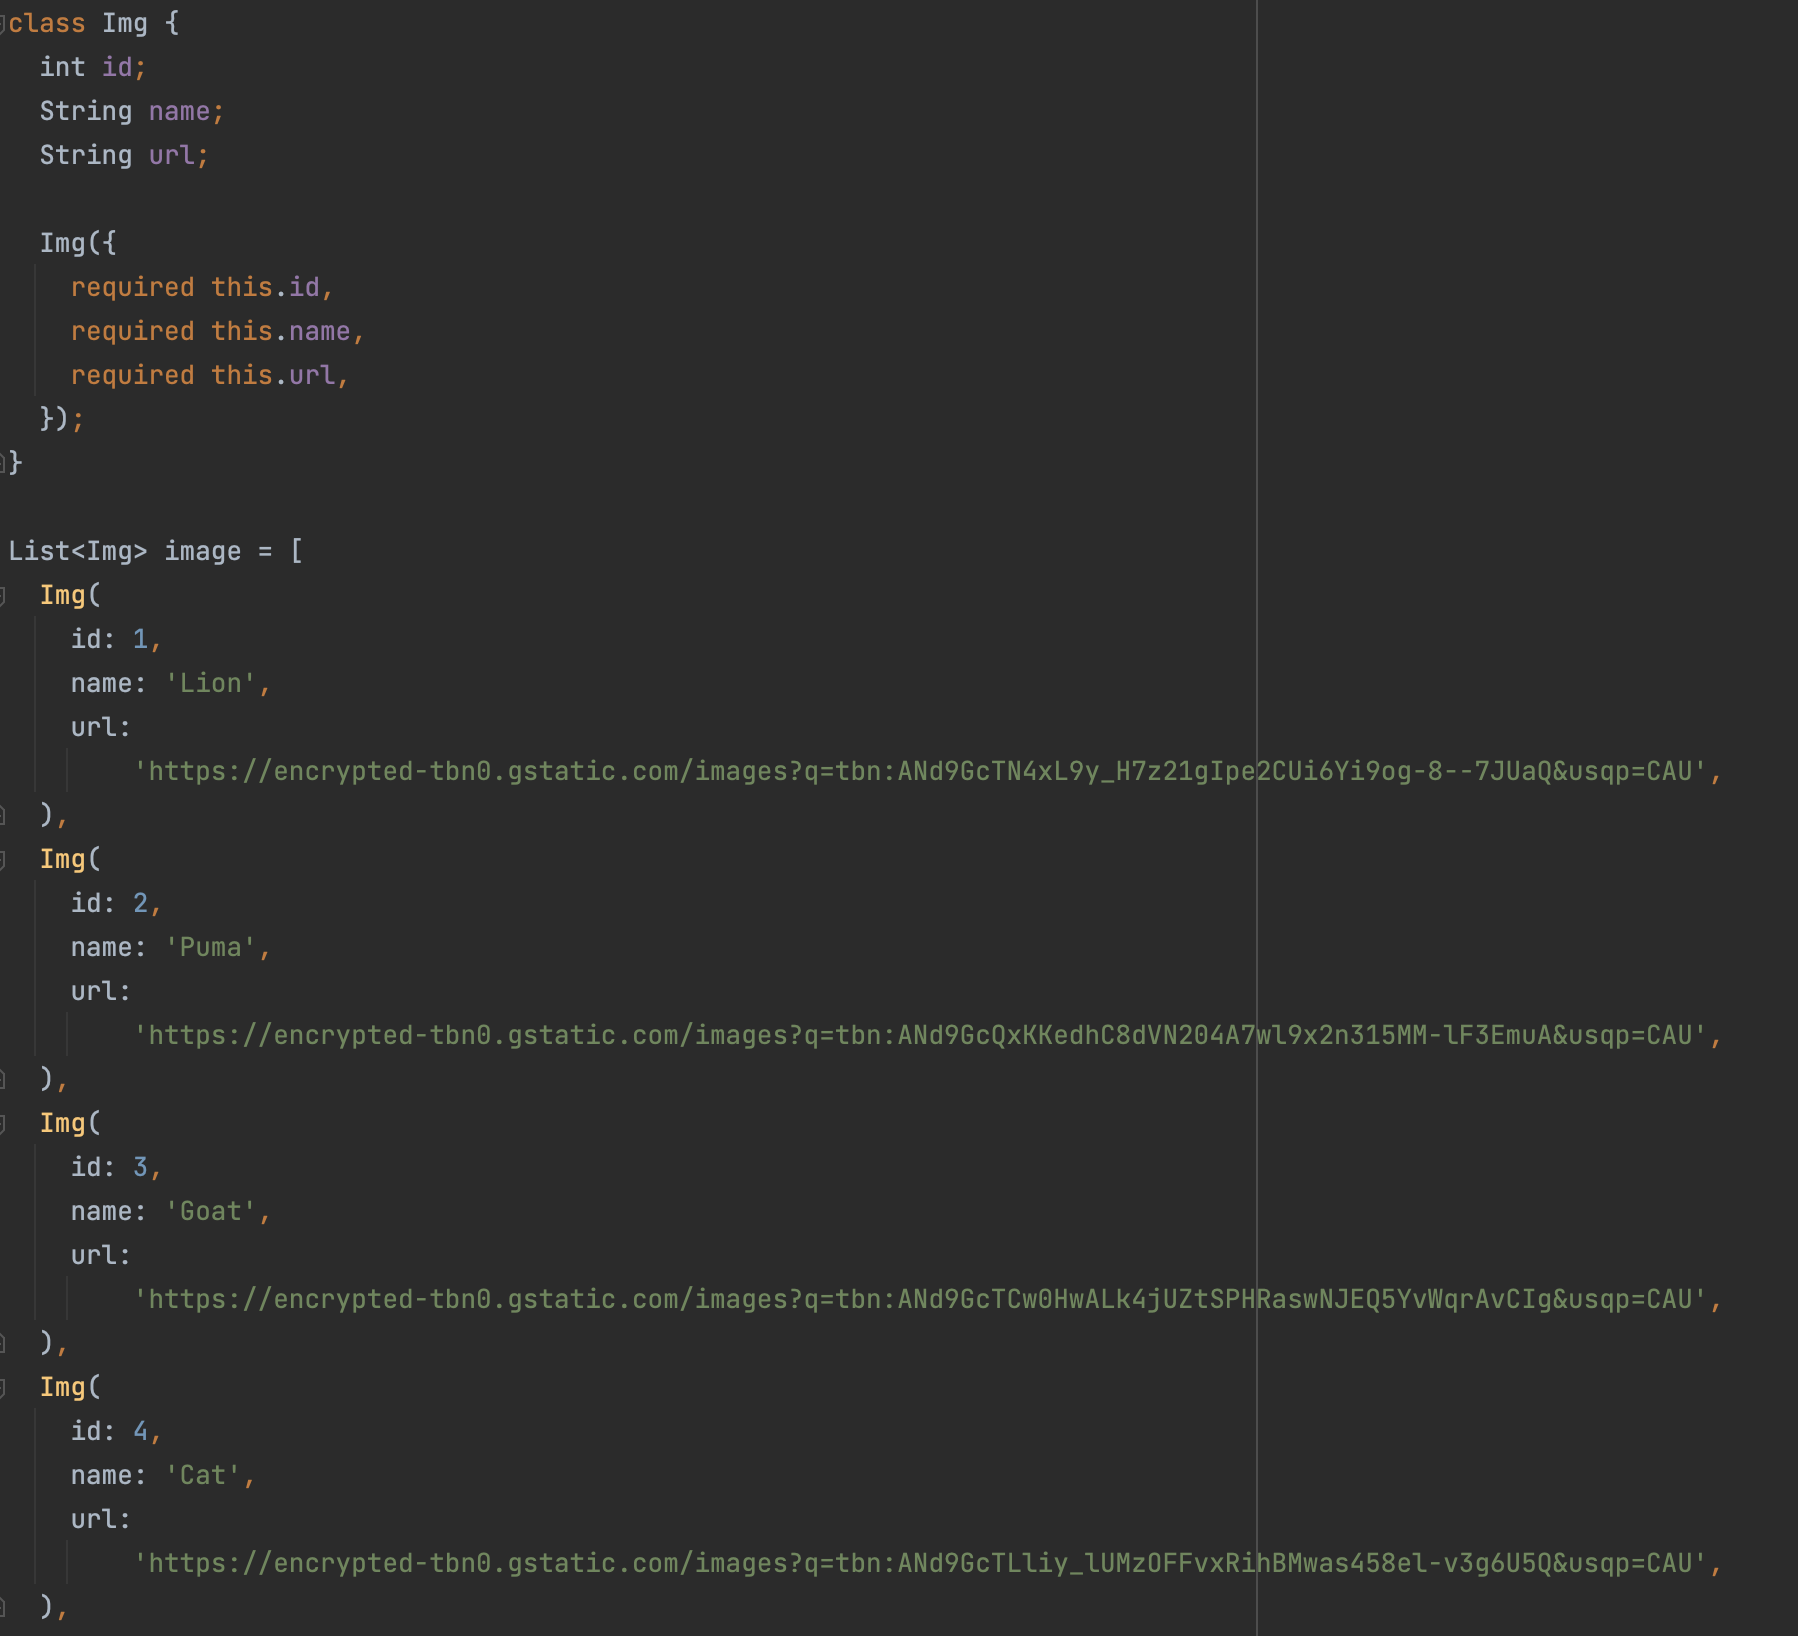 class Img {
  int id;
  String name;
  String url;

  Img({
    required this.id,
    required this.name,
    required this.url,
  });
}

List<Img> image = [
  Img(
    id: 1,
    name: 'Lion',
    url:
        'https://encrypted-tbn0.gstatic.com/images?q=tbn:ANd9GcTN4xL9y_H7z21gIpe2CUi6Yi9og-8--7JUaQ&usqp=CAU',
  ),
  Img(
    id: 2,
    name: 'Puma',
    url:
        'https://encrypted-tbn0.gstatic.com/images?q=tbn:ANd9GcQxKKedhC8dVN204A7wl9x2n315MM-lF3EmuA&usqp=CAU',
  ),
  Img(
    id: 3,
    name: 'Goat',
    url:
        'https://encrypted-tbn0.gstatic.com/images?q=tbn:ANd9GcTCw0HwALk4jUZtSPHRaswNJEQ5YvWqrAvCIg&usqp=CAU',
  ),
  Img(
    id: 4,
    name: 'Cat',
    url:
        'https://encrypted-tbn0.gstatic.com/images?q=tbn:ANd9GcTLliy_lUMzOFFvxRihBMwas458el-v3g6U5Q&usqp=CAU',
  ),